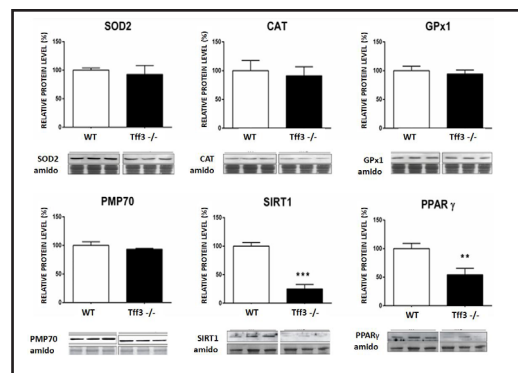 SOD2
RELATIVE PROTEIN LEVEL [%]
150
100
50
0
WT Tff3 -/-
SOD2
amido
CAT
RELATIVE PROTEIN LEVEL [%]
150
100
50
0
WT Tff3 -/-
CAT
amido
GPx1
RELATIVE PROTEIN LEVEL [%]
150
100
50
0
WT Tff3 -/-
GPx1
amido
PMP70
RELATIVE PROTEIN LEVEL [%]
150
100
50
0
WT Tff3 -/-
PMP70
amido
SIRT1
RELATIVE PROTEIN LEVEL [%]
150
100
50
0
***
WT Tff3 -/-
SIRT1
amido
PPAR γ
RELATIVE PROTEIN LEVEL [%]
150
100
50
0
**
WT Tff3 -/-
PPARγ
amido